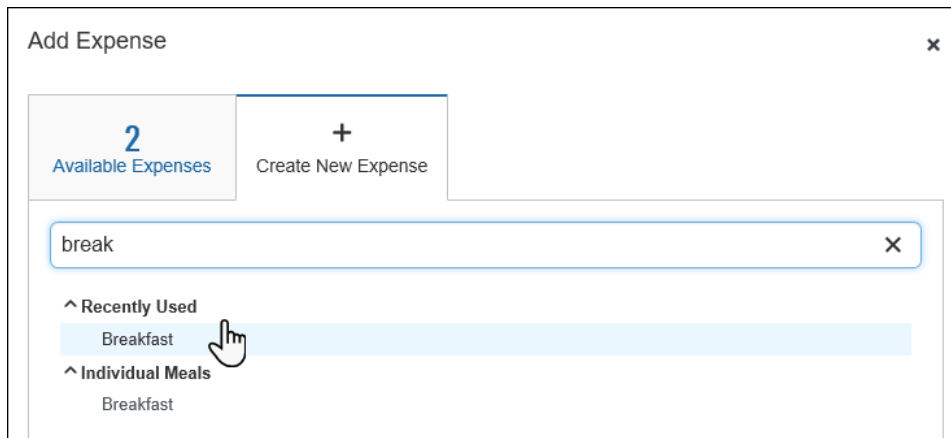 Add Expense
2
Available Expenses
Create New Expense
break
Recently Used
Breakfast
Individual Meals
Breakfast